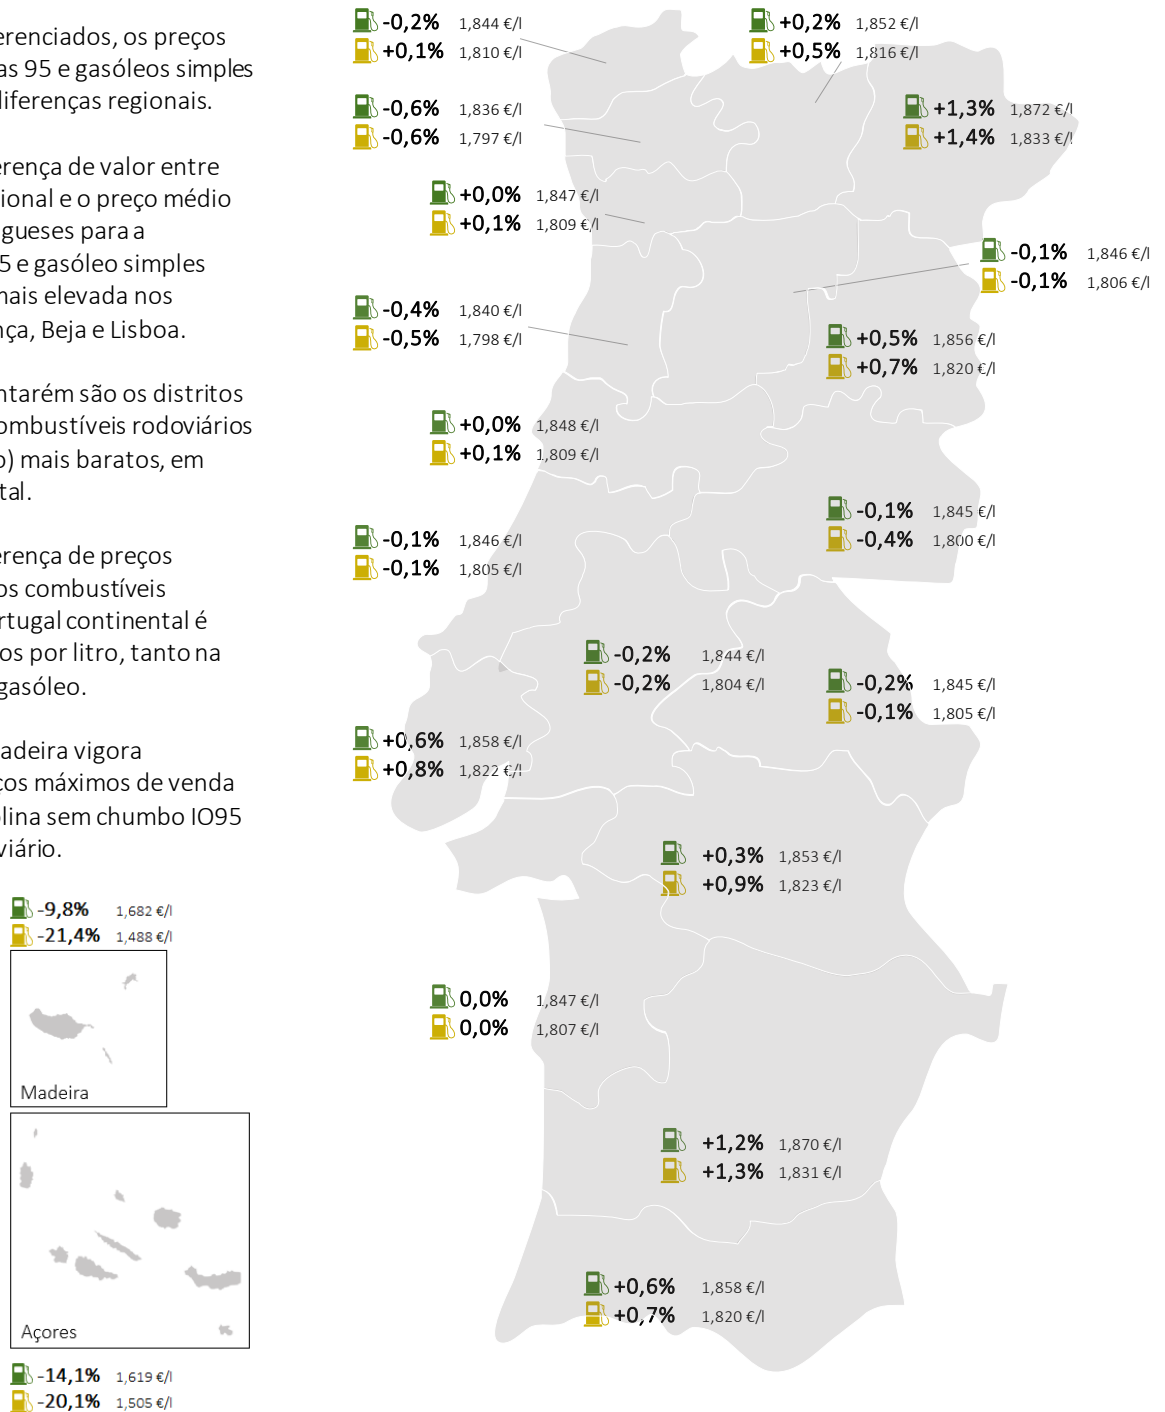 erenciados, os preços
as 95 e gasóleos simples
diferenças regionais.
erença de valor entre
ional e o preço médio
gueses para a
5 e gasóleo simples
mais elevada nos
nça, Beja e Lisboa.
ntarém são os distritos
combustíveis rodoviários
o) mais baratos, em
tal.
erença de preços
os combustíveis
rtugal continental é
os por litro, tanto na
gasóleo.
adeira vigora
ços máximos de venda
olina sem chumbo IO95
viário.
-9,8% 1,682 €/l
-21,4% 1,488 €/l
Madeira
Açores
-14,1% 1,619 €/l
-20,1% 1,505 €/l
-0,2% 1,844 €/l
+0,1% 1,810 €/l
+0,2% 1,852 €/l
+0,5% 1,816 €/l
-0,6% 1,836 €/l
-0,6% 1,797 €/l
+1,3% 1,872 €/l
+1,4% 1,833 €/l
+0,0% 1,847 €/l
+0,1% 1,809 €/l
-0,1% 1,846 €/l
-0,1% 1,806 €/l
-0,4% 1,840 €/l
-0,5% 1,798 €/l
+0,5% 1,856 €/l
+0,7% 1,820 €/l
+0,0% 1,848 €/l
+0,1% 1,809 €/l
-0,1% 1,845 €/l
-0,4% 1,800 €/l
-0,1% 1,846 €/l
-0,1% 1,805 €/l
-0,2% 1,844 €/l
-0,2% 1,804 €/l
-0,2% 1,845 €/l
-0,1% 1,805 €/l
+0,6% 1,858 €/l
+0,8% 1,822 €/l
+0,3% 1,853 €/l
+0,9% 1,823 €/l
0,0% 1,847 €/l
0,0% 1,807 €/l
+1,2% 1,870 €/l
+1,3% 1,831 €/l
+0,6% 1,858 €/l
+0,7% 1,820 €/l